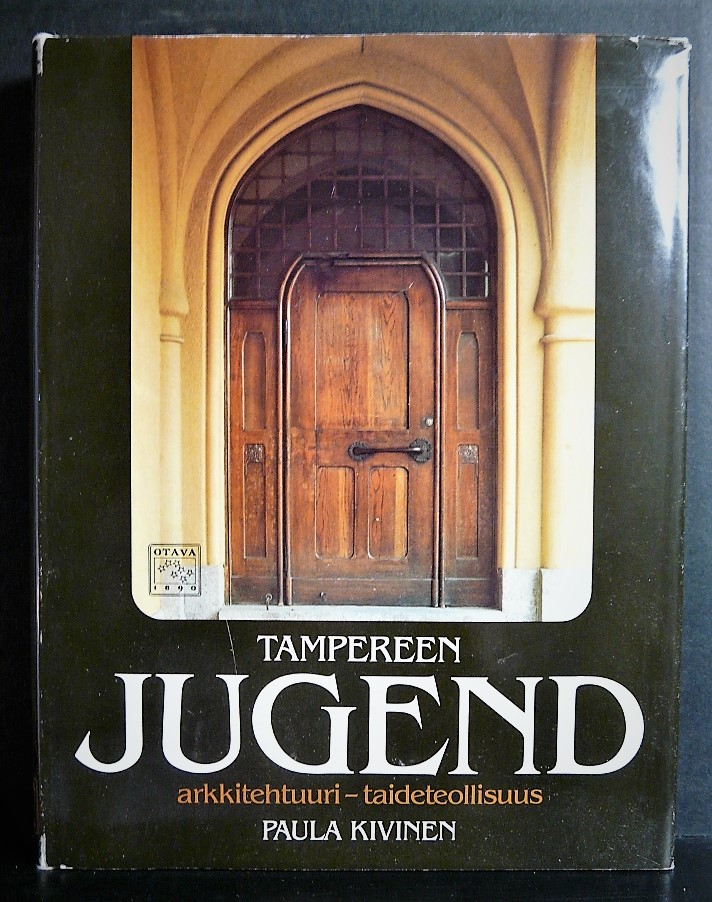 OTAVA
1890
TAMPEREEN
JUGEND
arkkitehtuuri – taideteollisuus
PAULA KIVINEN